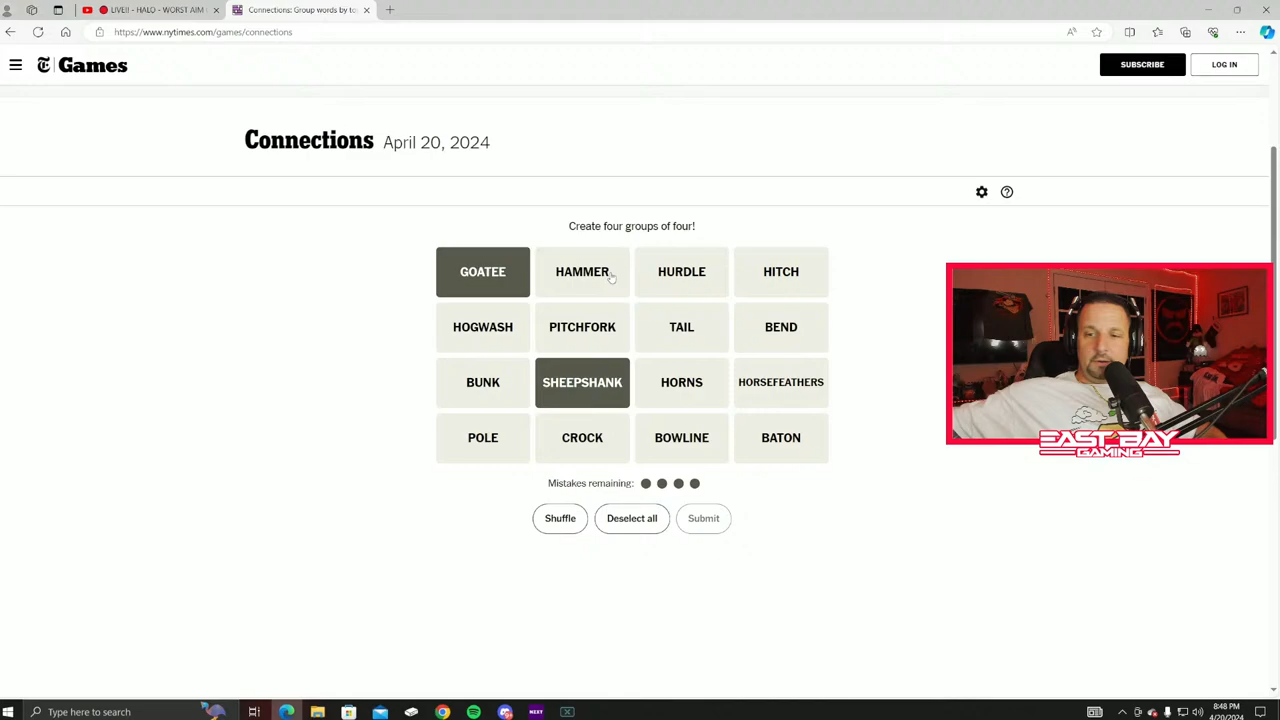 LIVE!! - HALO - WORST AIM
Connections: Group words by to
https://www.nytimes.com/games/connections
Games
SUBSCRIBE
LOG IN
Connections April 20, 2024
Create four groups of four!
GOATEE HAMMER HURDLE HITCH
HOGWASH PITCHFORK TAIL BEND
BUNK SHEEPSHANK HORNS HORSEFEATHERS
POLE CROCK BOWLINE BATON
EAST BAY
GAMING
Mistakes remaining:
Shuffle Deselect all Submit
Type here to search
NEXT
8:48 PM
4/20/2024